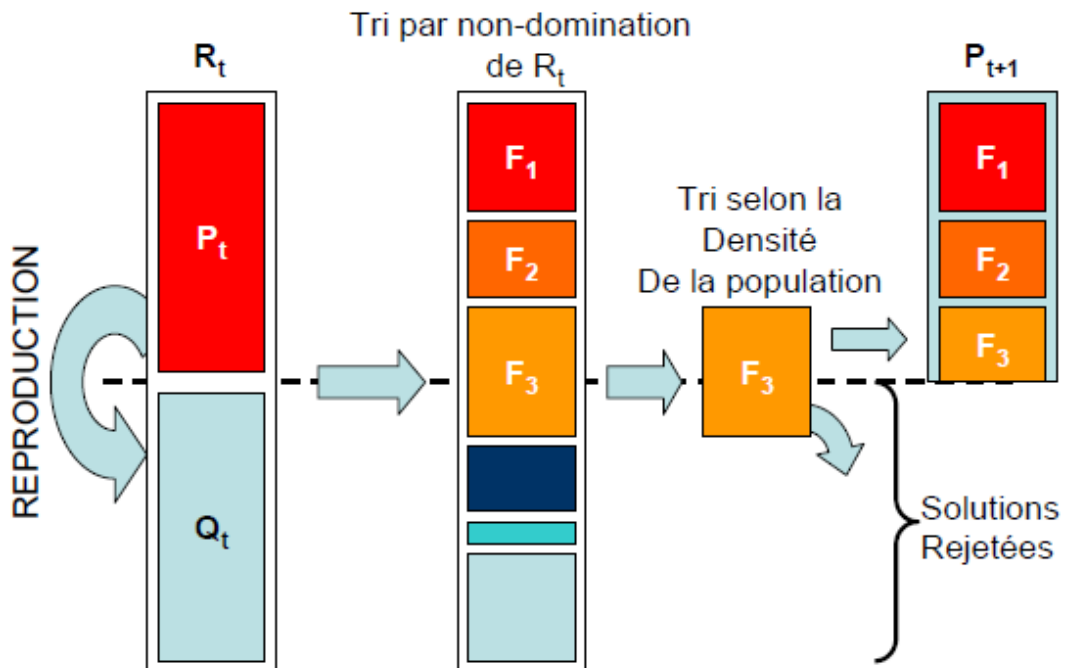 Tri par non-domination
de Rt
Rt
Pt+1
F1
F1
Tri selon la
Densité
De la population
Pt
F2
F2
REPRODUCTION
F3
F3
F3
Qt
Solutions
Rejetées